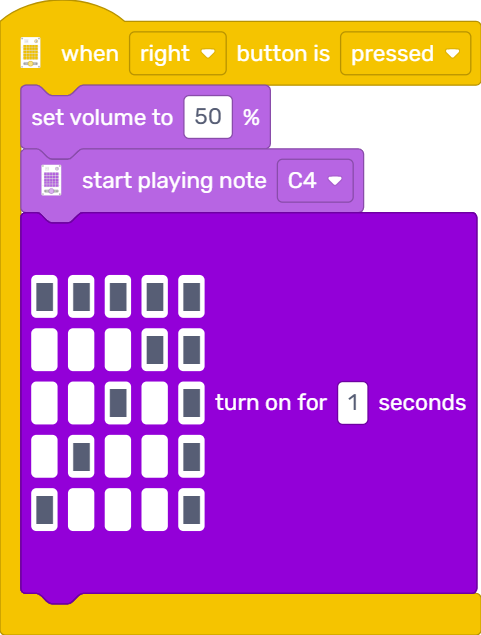 when right button is pressed
set volume to 50 %
start playing note C4
turn on for 1 seconds